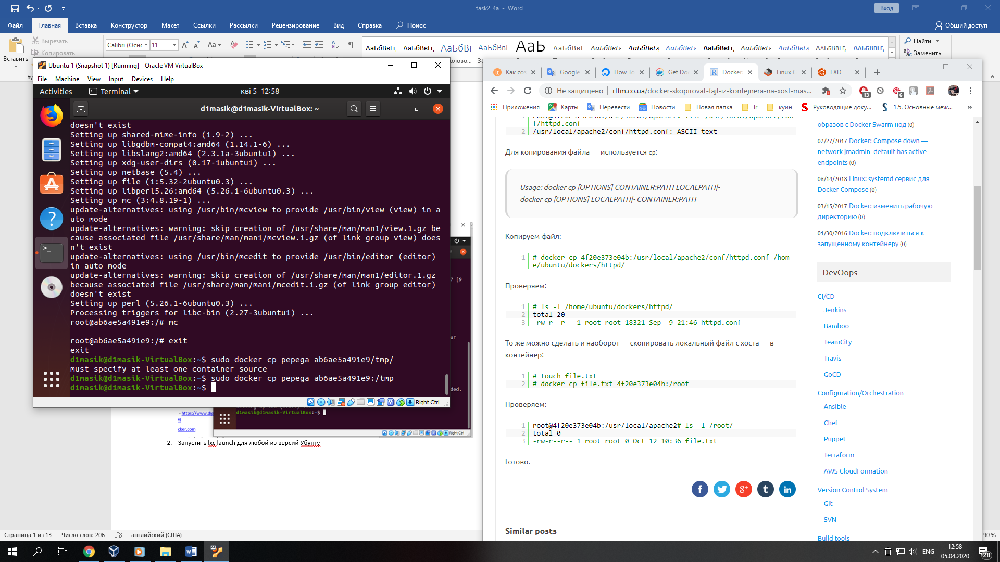 task2_4a - Word
Вход
Файл Главная Вставка Конструктор Макет Ссылки Рассылки Рецензирование Вид Справка Поиск Общий доступ
Вставить
Вырезать
Копировать
Calibri (Оснс 11
Найти
Заменить
Ubuntu 1 (Snapshot 1) [Running] - Oracle VM VirtualBox
File Machine View Input Devices Help
Activities Terminal кві 5 12:58
d1masik@d1masik-VirtualBox: ~
doesn't exist
Setting up shared-mime-info (1.9-2) ...
Setting up libgdbm-compat4:amd64 (1.14.1-6) ...
Setting up libslang2:amd64 (2.3.1a-3ubuntu1) ...
Setting up xdg-user-dirs (0.17-1ubuntu1) ...
Setting up netbase (5.4) ...
Setting up file (1:5.32-2ubuntu0.3) ...
Setting up libperl5.26:amd64 (5.26.1-6ubuntu0.3) ...
Setting up mc (3:4.8.19-1) ...
update-alternatives: using /usr/bin/mcview to provide /usr/bin/view (view) in a
uto mode
update-alternatives: warning: skip creation of /usr/share/man/man1/view.1.gz be
cause associated file /usr/share/man/man1/mcview.1.gz (of link group view) does
n't exist
update-alternatives: using /usr/bin/mcedit to provide /usr/bin/editor (editor)
in auto mode
update-alternatives: warning: skip creation of /usr/share/man/man1/editor.1.gz
because associated file /usr/share/man/man1/mcedit.1.gz (of link group editor)
doesn't exist
Setting up perl (5.26.1-6ubuntu0.3) ...
Processing triggers for libc-bin (2.27-3ubuntu1) ...
root@ab6ae5a491e9:/# mc
root@ab6ae5a491e9:/# exit
exit
d1masik@d1masik-VirtualBox:~$ sudo docker cp pepega ab6ae5a491e9/tmp/
must specify at least one container source
d1masik@d1masik-VirtualBox:~$ sudo docker cp pepega ab6ae5a491e9:/tmp
d1masik@d1masik-VirtualBox:~$
Right Ctrl
https://www.dig
cker.com
d1masik@d1masik-VirtualBox:~$
Right Ctrl
2. Запустить lxc launch для любой из версий Убунту
Как соз Google How To Get Do Docker Linux C LXD
Не защищено rtfm.co.ua/docker-skopirovat-fajl-iz-kontejnera-na-xost-mas...
Приложения Карты Перевести Новости Новая папка lr куин Руководящие доку... 1.5. Основные меж... »
f/httpd.conf
2 /usr/local/apache2/conf/httpd.conf: ASCII text
Для копирования файла — используется cp:
Usage: docker cp [OPTIONS] CONTAINER:PATH LOCALPATH|-
docker cp [OPTIONS] LOCALPATH|- CONTAINER:PATH
Копируем файл:
1 # docker cp 4f20e373e04b:/usr/local/apache2/conf/httpd.conf /hom
e/ubuntu/dockers/httpd/
Проверяем:
1 # ls -l /home/ubuntu/dockers/httpd/
2 total 20
3 -rw-r--r-- 1 root root 18321 Sep 9 21:46 httpd.conf
То же можно сделать и наоборот — скопировать локальный файл с хоста — в
контейнер:
1 # touch file.txt
2 # docker cp file.txt 4f20e373e04b:/root
Проверяем:
1 root@4f20e373e04b:/usr/local/apache2# ls -l /root/
2 total 0
3 -rw-r--r-- 1 root root 0 Oct 12 10:36 file.txt
Готово.
Similar posts
образов с Docker Swarm нод (0)
02/27/2017 Docker: Compose down —
network jmadmin_default has active
endpoints (0)
08/14/2018 Linux: systemd сервис для
Docker Compose (0)
03/15/2017 Docker: изменить рабочую
директорию (0)
01/30/2016 Docker: подключиться к
запущенному контейнеру (0)
DevOops
CI/CD
Jenkins
Bamboo
TeamCity
Travis
GoCD
Configuration/Orchestration
Ansible
Chef
Puppet
Terraform
AWS CloudFormation
Version Control System
Git
SVN
Build tools
Страница 1 из 13 Число слов: 206 английский (США) 90 %
ENG 12:58
05.04.2020
28